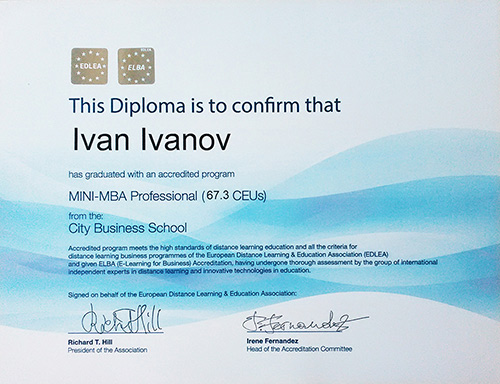 EDLEA
EDLEA
ELBA
This Diploma is to confirm that
Ivan Ivanov
has graduated with an accredited program
MINI-MBA Professional (67.3 CEUs)
from the:
City Business School
Accredited program meets the high standards of distance learning education and all the criteria for
distance learning business programmes of the European Distance Learning & Education Association (EDLEA)
and given ELBA (E-Learning for Business) Accreditation, having undergone thorough assessment by the group of international
independent experts in distance learning and innovative technologies in education.
Signed on behalf of the European Distance Learning & Education Association:
Richard T. Hill
President of the Association
Irene Fernandez
Head of the Accreditation Committee